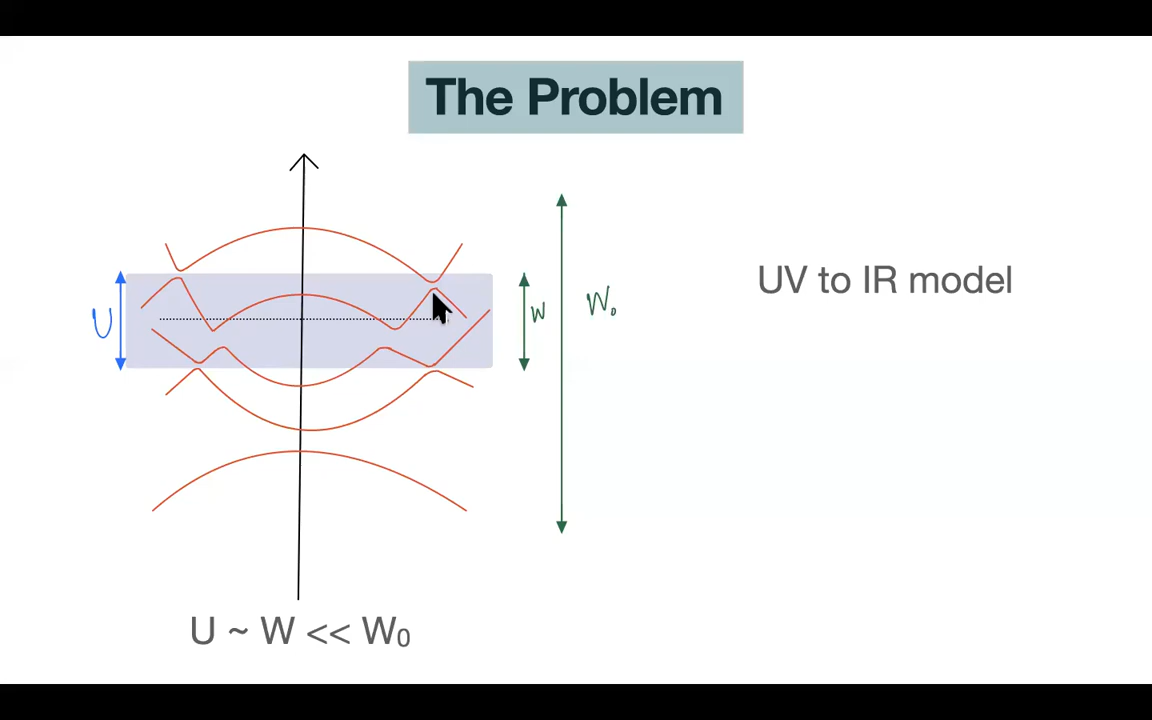 The Problem
U
W
W₀
UV to IR model
U ~ W << W₀